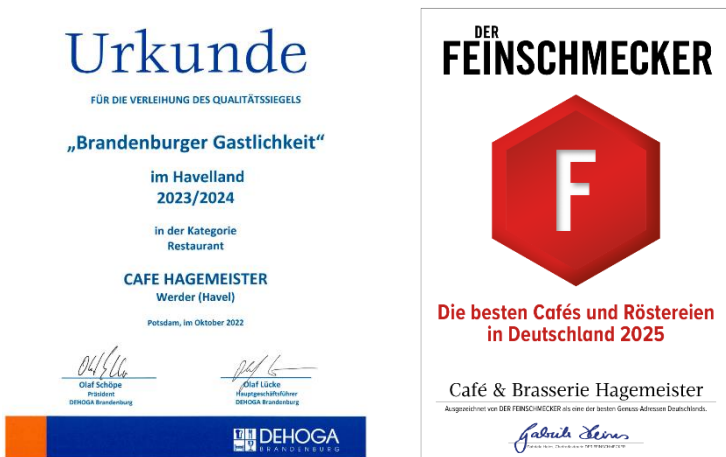 Urkunde
FÜR DIE VERLEIHUNG DES QUALITÄTSSIEGELS
„Brandenburger Gastlichkeit“
im Havelland
2023/2024
in der Kategorie
Restaurant
CAFE HAGEMEISTER
Werder (Havel)
Potsdam, im Oktober 2022
Olaf Schöpe
Präsident
DEHOGA Brandenburg
Olaf Lücke
Hauptgeschäftsführer
DEHOGA Brandenburg
DEHOGA
BRANDENBURG
DER
FEINSCHMECKER
F
Die besten Cafés und Röstereien
in Deutschland 2025
Café & Brasserie Hagemeister
Ausgezeichnet von DER FEINSCHMECKER als eine der besten Genuss-Adressen Deutschlands.